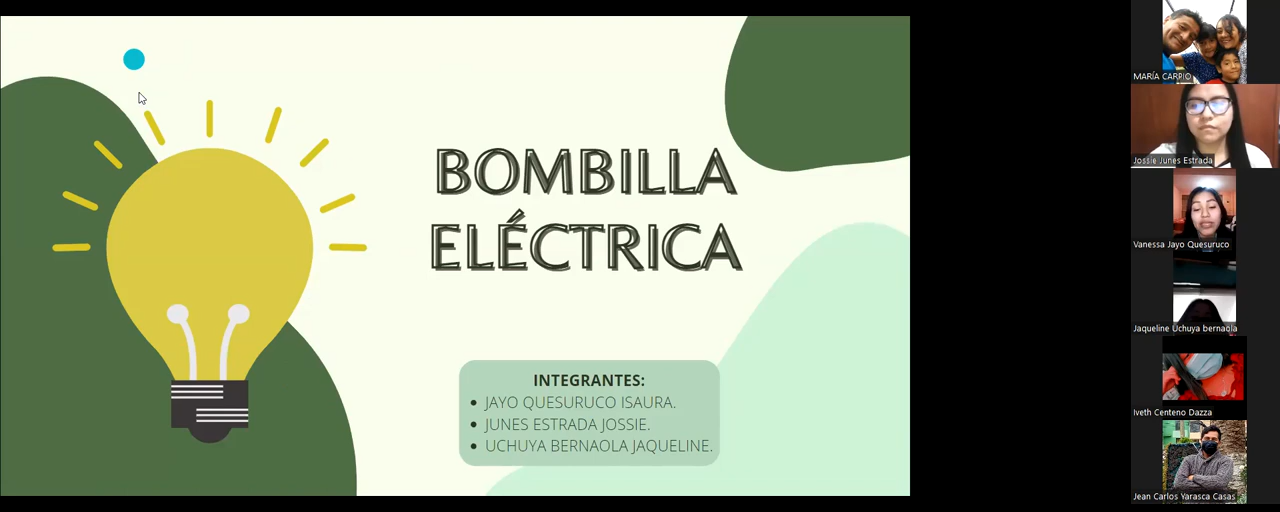 BOMBILLA
ELÉCTRICA
INTEGRANTES:
JAYO QUESURUCO ISAURA.
JUNES ESTRADA JOSSIE.
UCHUYA BERNAOLA JAQUELINE.
MARÍA CARPIO
Jossie Junes Estrada
Vanessa Jayo Quesuruco
Jaqueline Uchuya bernaola
Iveth Centeno Dazza
Jean Carlos Yarasca Casas